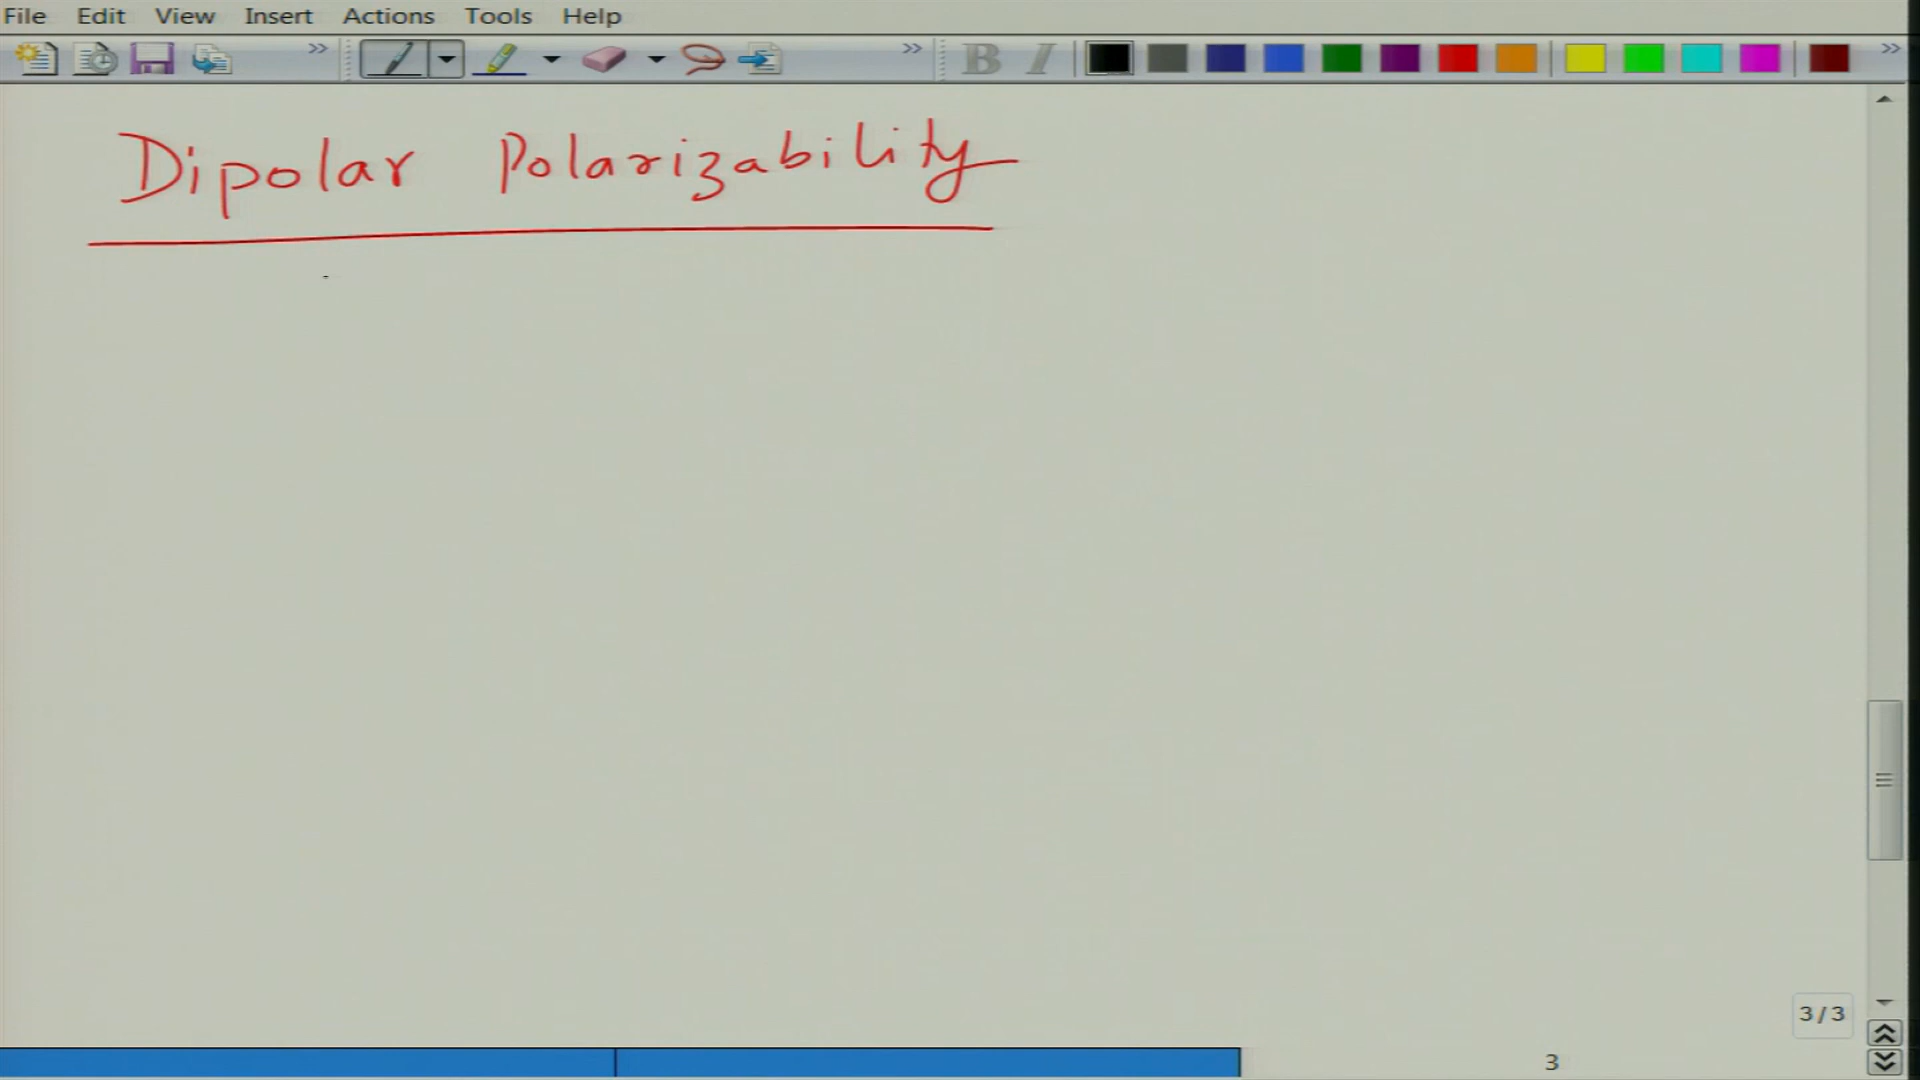 File Edit View Insert Actions Tools Help
B I
Dipolar Polarizability
3/3
3